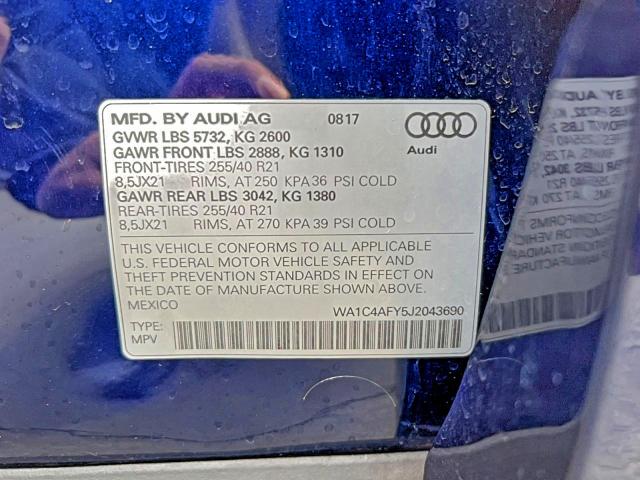 MFD. BY AUDI AG 0817
GVWR LBS 5732, KG 2600
GAWR FRONT LBS 2888, KG 1310
FRONT-TIRES 255/40 R21
8,5JX21 RIMS, AT 250 KPA 36 PSI COLD
GAWR REAR LBS 3042, KG 1380
REAR-TIRES 255/40 R21
8,5JX21 RIMS, AT 270 KPA 39 PSI COLD
Audi
THIS VEHICLE CONFORMS TO ALL APPLICABLE
U.S. FEDERAL MOTOR VEHICLE SAFETY AND
THEFT PREVENTION STANDARDS IN EFFECT ON
THE DATE OF MANUFACTURE SHOWN ABOVE.
MEXICO WA1C4AFY5J2043690
TYPE:
MPV